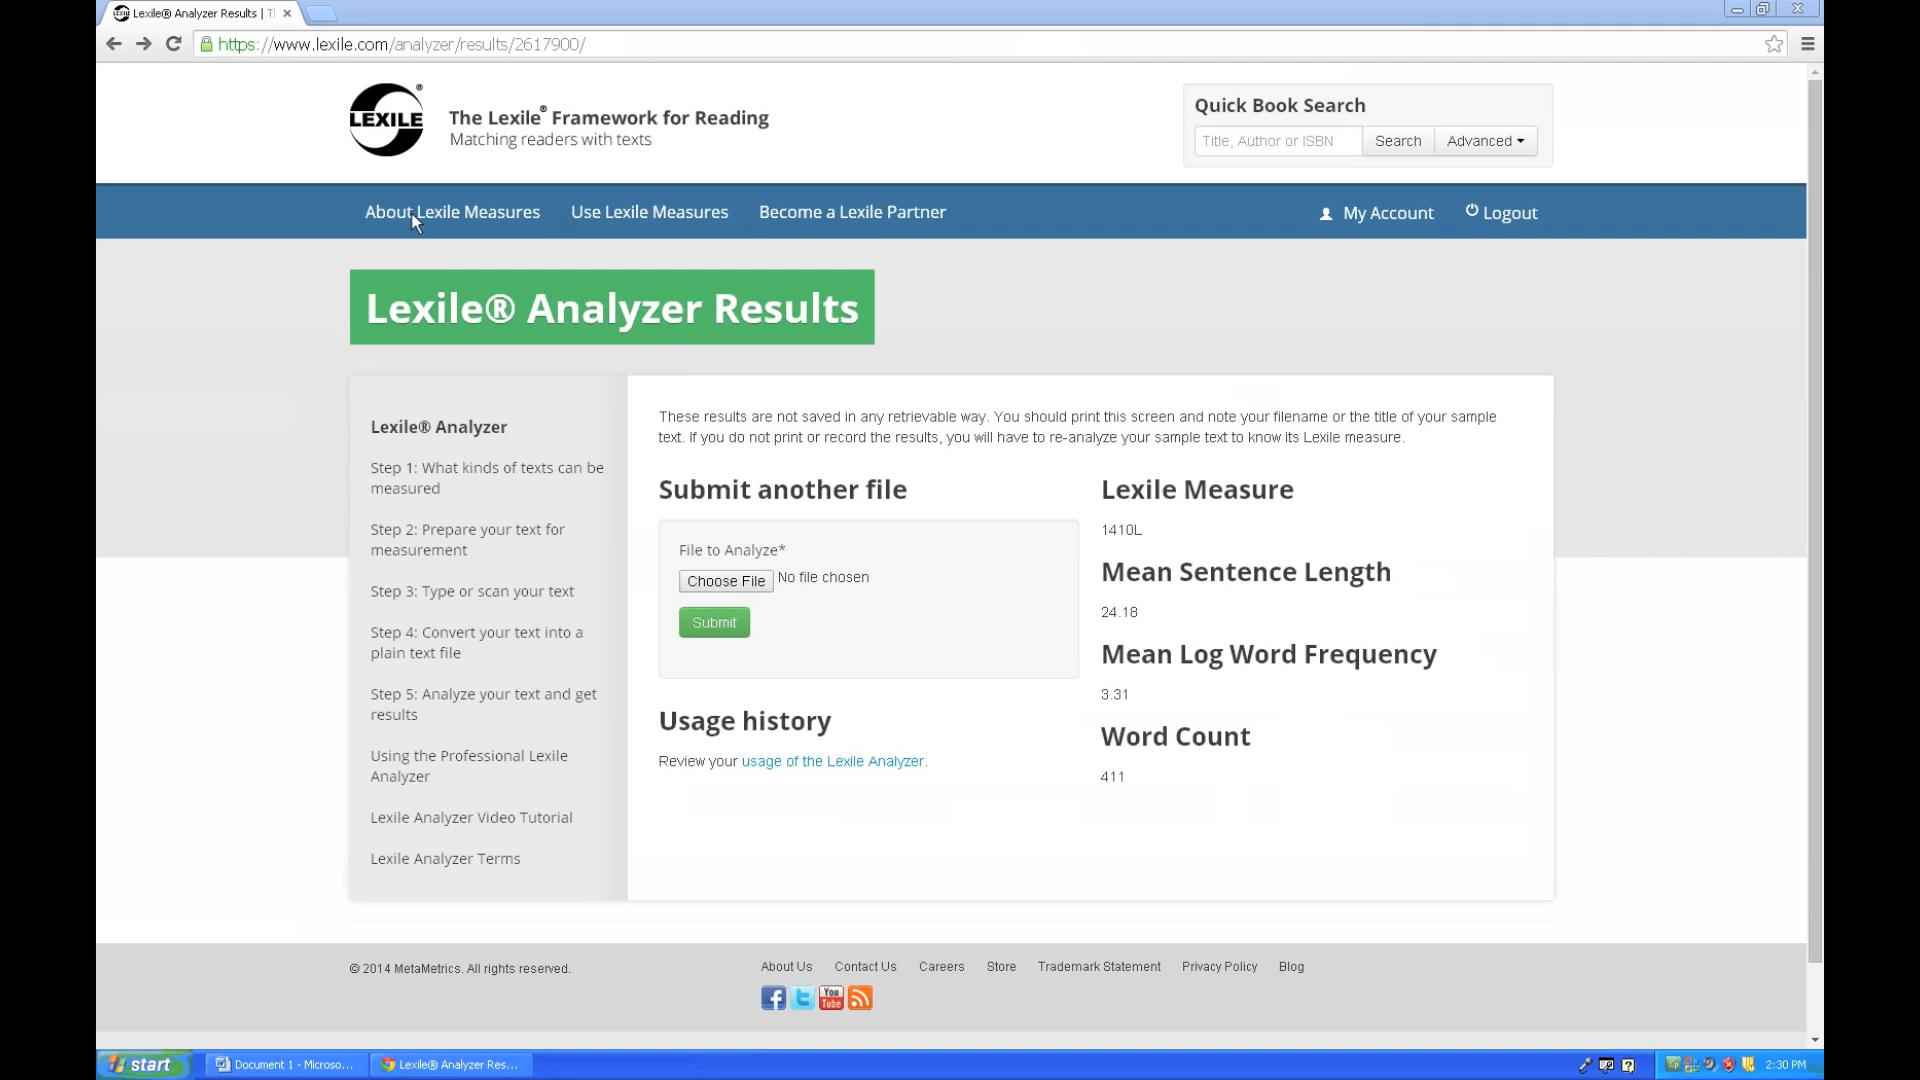 Lexile® Analyzer Results | T
https://www.lexile.com/analyzer/results/2617900/
LEXILE®
The Lexile® Framework for Reading
Matching readers with texts
Quick Book Search
Title, Author or ISBN
Search
Advanced
About Lexile Measures
Use Lexile Measures
Become a Lexile Partner
My Account
Logout
Lexile® Analyzer Results
Lexile® Analyzer
Step 1: What kinds of texts can be
measured
Step 2: Prepare your text for
measurement
Step 3: Type or scan your text
Step 4: Convert your text into a
plain text file
Step 5: Analyze your text and get
results
Using the Professional Lexile
Analyzer
Lexile Analyzer Video Tutorial
Lexile Analyzer Terms
These results are not saved in any retrievable way. You should print this screen and note your filename or the title of your sample
text. If you do not print or record the results, you will have to re-analyze your sample text to know its Lexile measure.
Submit another file
File to Analyze*
Choose File No file chosen
Submit
Usage history
Review your usage of the Lexile Analyzer.
Lexile Measure
1410L
Mean Sentence Length
24.18
Mean Log Word Frequency
3.31
Word Count
411
© 2014 MetaMetrics. All rights reserved.
About Us
Contact Us
Careers
Store
Trademark Statement
Privacy Policy
Blog
You
Tube
start
Document 1 - Microso...
Lexile® Analyzer Res...
2:30 PM